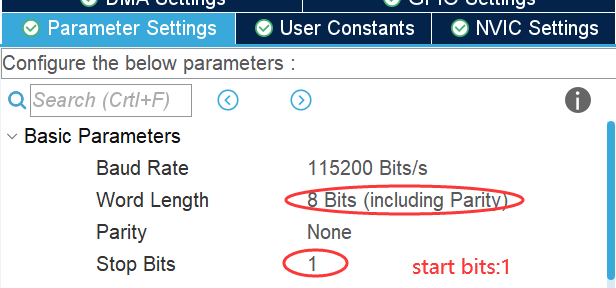 DMA Settings
GPIO Settings
Parameter Settings
User Constants
NVIC Settings
Configure the below parameters :
Search (Crtl+F)
Basic Parameters
Baud Rate 115200 Bits/s
Word Length 8 Bits (including Parity)
Parity None
Stop Bits 1
start bits:1